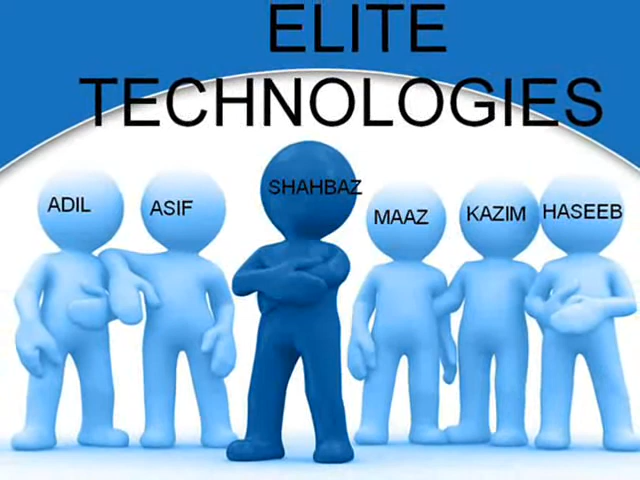 ELITE
TECHNOLOGIES
ADIL
ASIF
SHAHBAZ
MAAZ
KAZIM
HASEEB